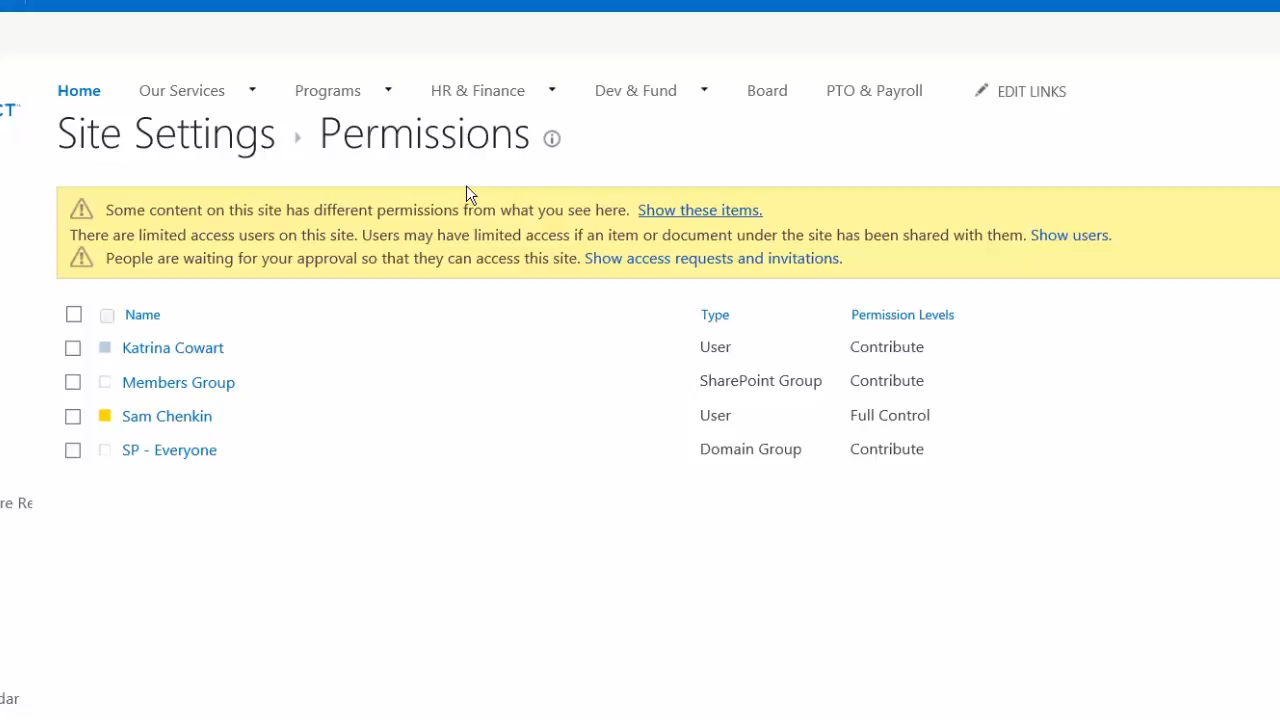 Home Our Services Programs HR & Finance Dev & Fund Board PTO & Payroll EDIT LINKS
CT
Site Settings Permissions
Some content on this site has different permissions from what you see here. Show these items.
There are limited access users on this site. Users may have limited access if an item or document under the site has been shared with them. Show users.
People are waiting for your approval so that they can access this site. Show access requests and invitations.
Name Type Permission Levels
Katrina Cowart User Contribute
Members Group SharePoint Group Contribute
Sam Chenkin User Full Control
SP - Everyone Domain Group Contribute
re Re
dar